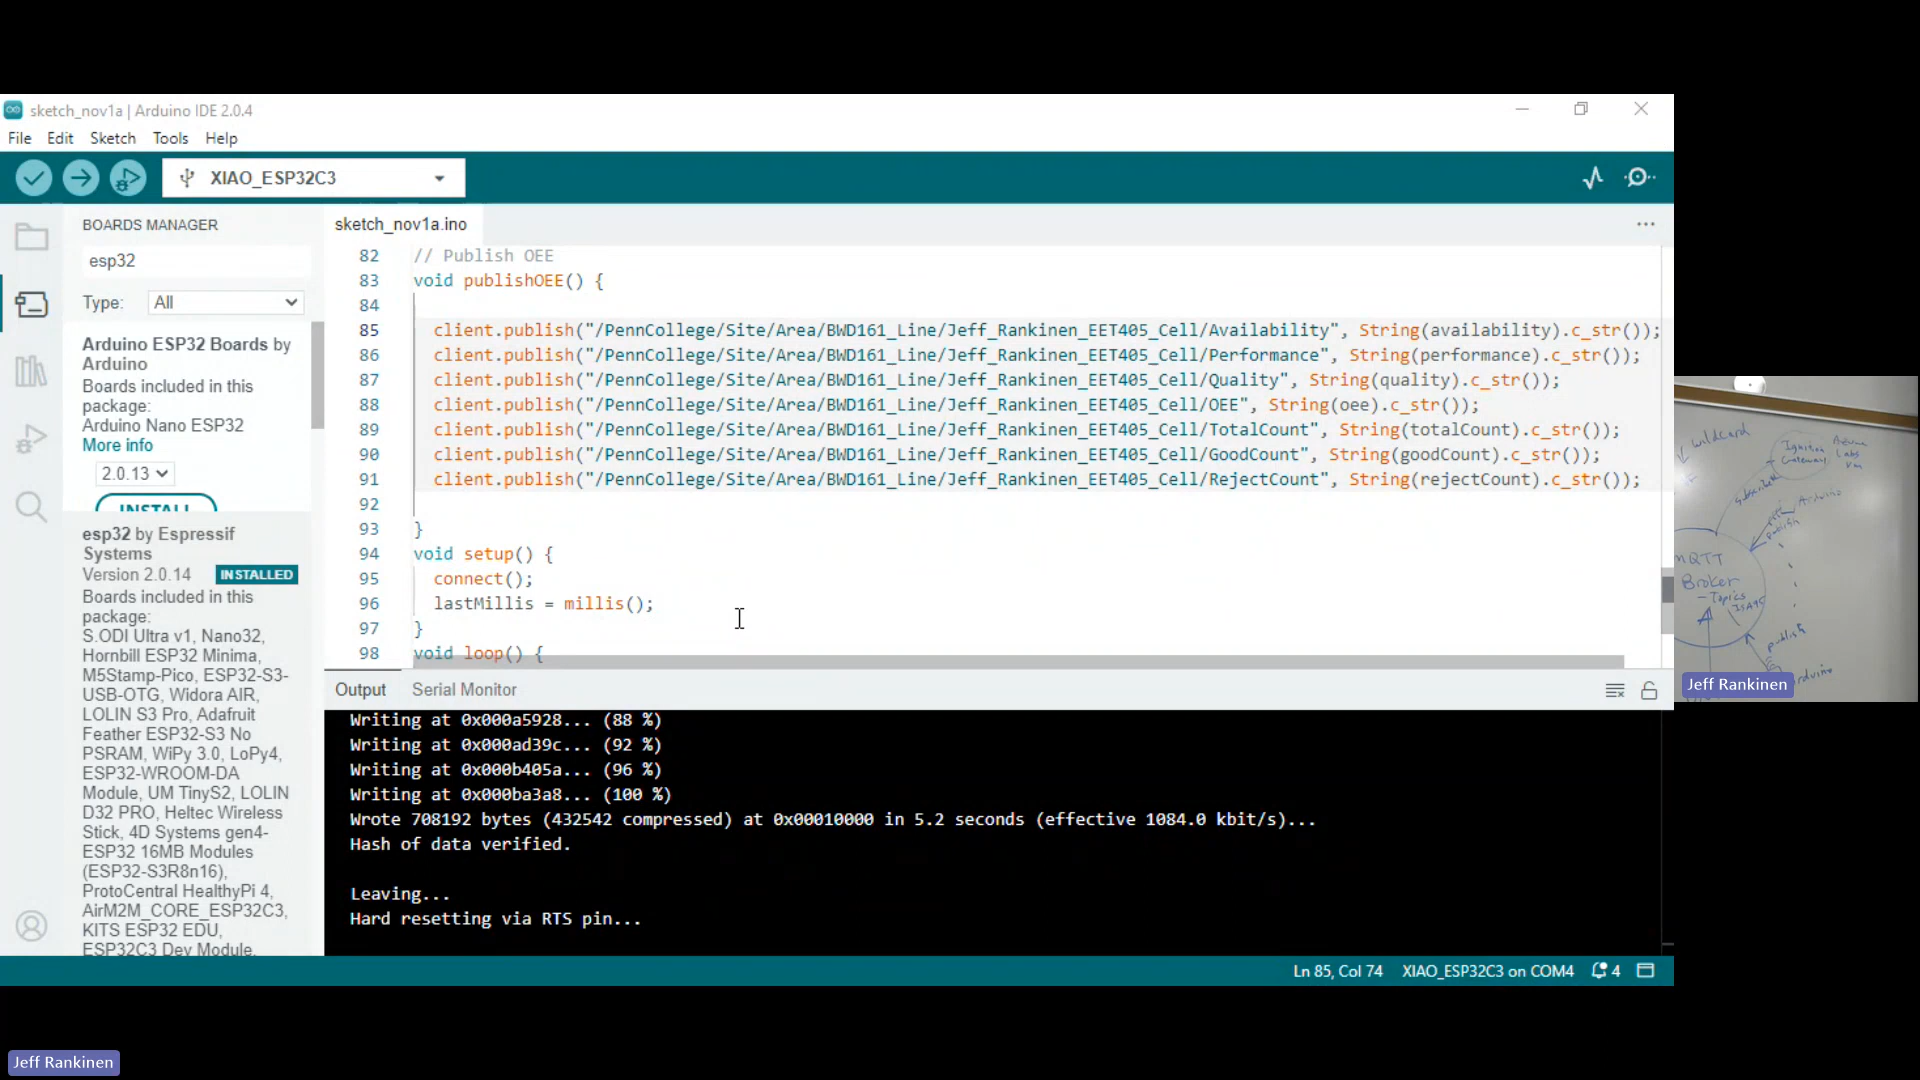 sketch_nov1a | Arduino IDE 2.0.4
File Edit Sketch Tools Help
XIAO_ESP32C3
BOARDS MANAGER
esp32
Type: All
Arduino ESP32 Boards by
Arduino
Boards included in this
package:
Arduino Nano ESP32
More info
2.0.13
INSTALL
esp32 by Espressif
Systems
Version 2.0.14 INSTALLED
Boards included in this
package:
S.ODI Ultra v1, Nano32,
Hornbill ESP32 Minima,
M5Stamp-Pico, ESP32-S3-
USB-OTG, Widora AIR,
LOLIN S3 Pro, Adafruit
Feather ESP32-S3 No
PSRAM, WiPy 3.0, LoPy4,
ESP32-WROOM-DA
Module, UM TinyS2, LOLIN
D32 PRO, Heltec Wireless
Stick, 4D Systems gen4-
ESP32 16MB Modules
(ESP32-S3R8n16),
ProtoCentral HealthyPi 4,
AirM2M_CORE_ESP32C3,
KITS ESP32 EDU,
ESP32C3 Dev Module,
sketch_nov1a.ino
82 // Publish OEE
83 void publishOEE() {
84
85 client.publish("/PennCollege/Site/Area/BWD161_Line/Jeff_Rankinen_EET405_Cell/Availability", String(availability).c_str());
86 client.publish("/PennCollege/Site/Area/BWD161_Line/Jeff_Rankinen_EET405_Cell/Performance", String(performance).c_str());
87 client.publish("/PennCollege/Site/Area/BWD161_Line/Jeff_Rankinen_EET405_Cell/Quality", String(quality).c_str());
88 client.publish("/PennCollege/Site/Area/BWD161_Line/Jeff_Rankinen_EET405_Cell/OEE", String(oee).c_str());
89 client.publish("/PennCollege/Site/Area/BWD161_Line/Jeff_Rankinen_EET405_Cell/TotalCount", String(totalCount).c_str());
90 client.publish("/PennCollege/Site/Area/BWD161_Line/Jeff_Rankinen_EET405_Cell/GoodCount", String(goodCount).c_str());
91 client.publish("/PennCollege/Site/Area/BWD161_Line/Jeff_Rankinen_EET405_Cell/RejectCount", String(rejectCount).c_str());
92
93 }
94 void setup() {
95 connect();
96 lastMillis = millis();
97 }
98 void loop() {
Output Serial Monitor
Writing at 0x000a5928... (88 %)
Writing at 0x000ad39c... (92 %)
Writing at 0x000b405a... (96 %)
Writing at 0x000ba3a8... (100 %)
Wrote 708192 bytes (432542 compressed) at 0x00010000 in 5.2 seconds (effective 1084.0 kbit/s)...
Hash of data verified.
Leaving...
Hard resetting via RTS pin...
Ln 85, Col 74 XIAO_ESP32C3 on COM4 4
wildcard
Ignition
Gateway
Azure
Labs
Vm
subscribe
Arduino
publish
MQTT
Broker
- Topics
ISA95
publish
Arduino
Jeff Rankinen
Jeff Rankinen